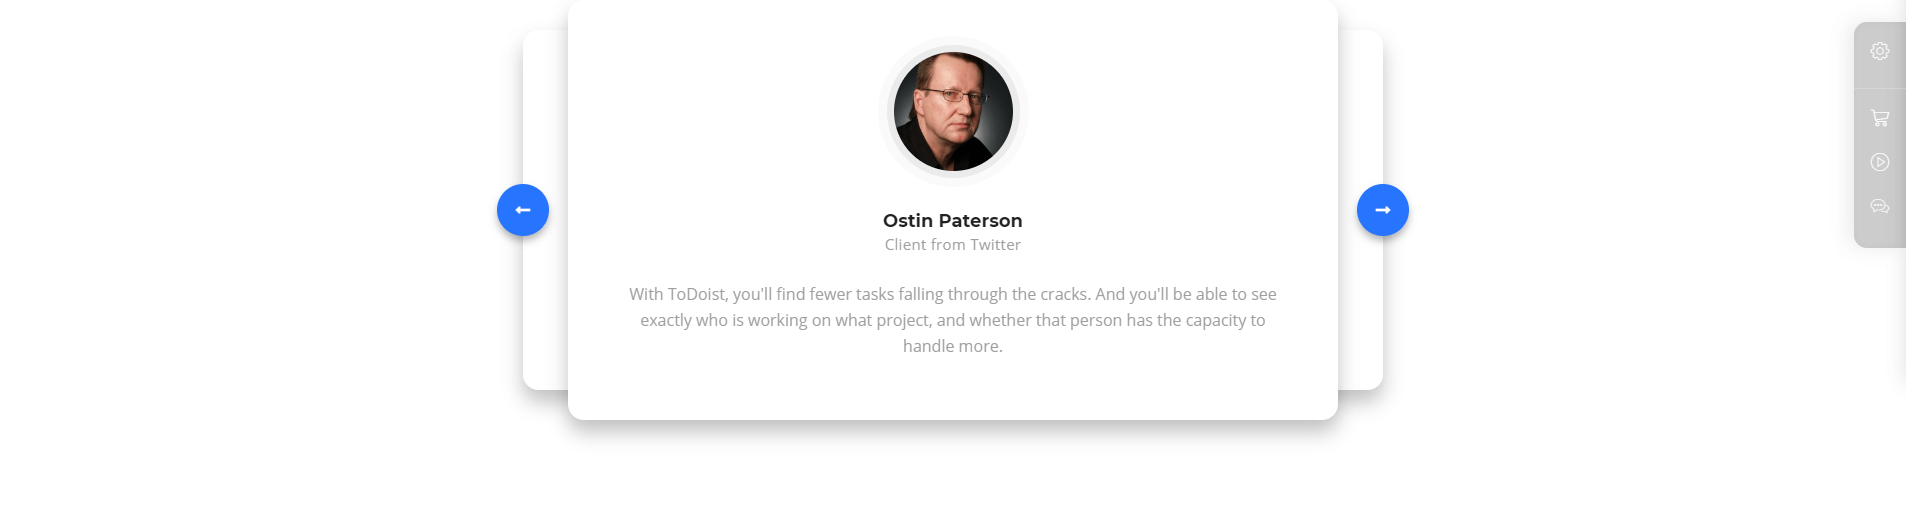 Ostin Paterson
Client from Twitter
With ToDoist, you'll find fewer tasks falling through the cracks. And you'll be able to see
exactly who is working on what project, and whether that person has the capacity to
handle more.